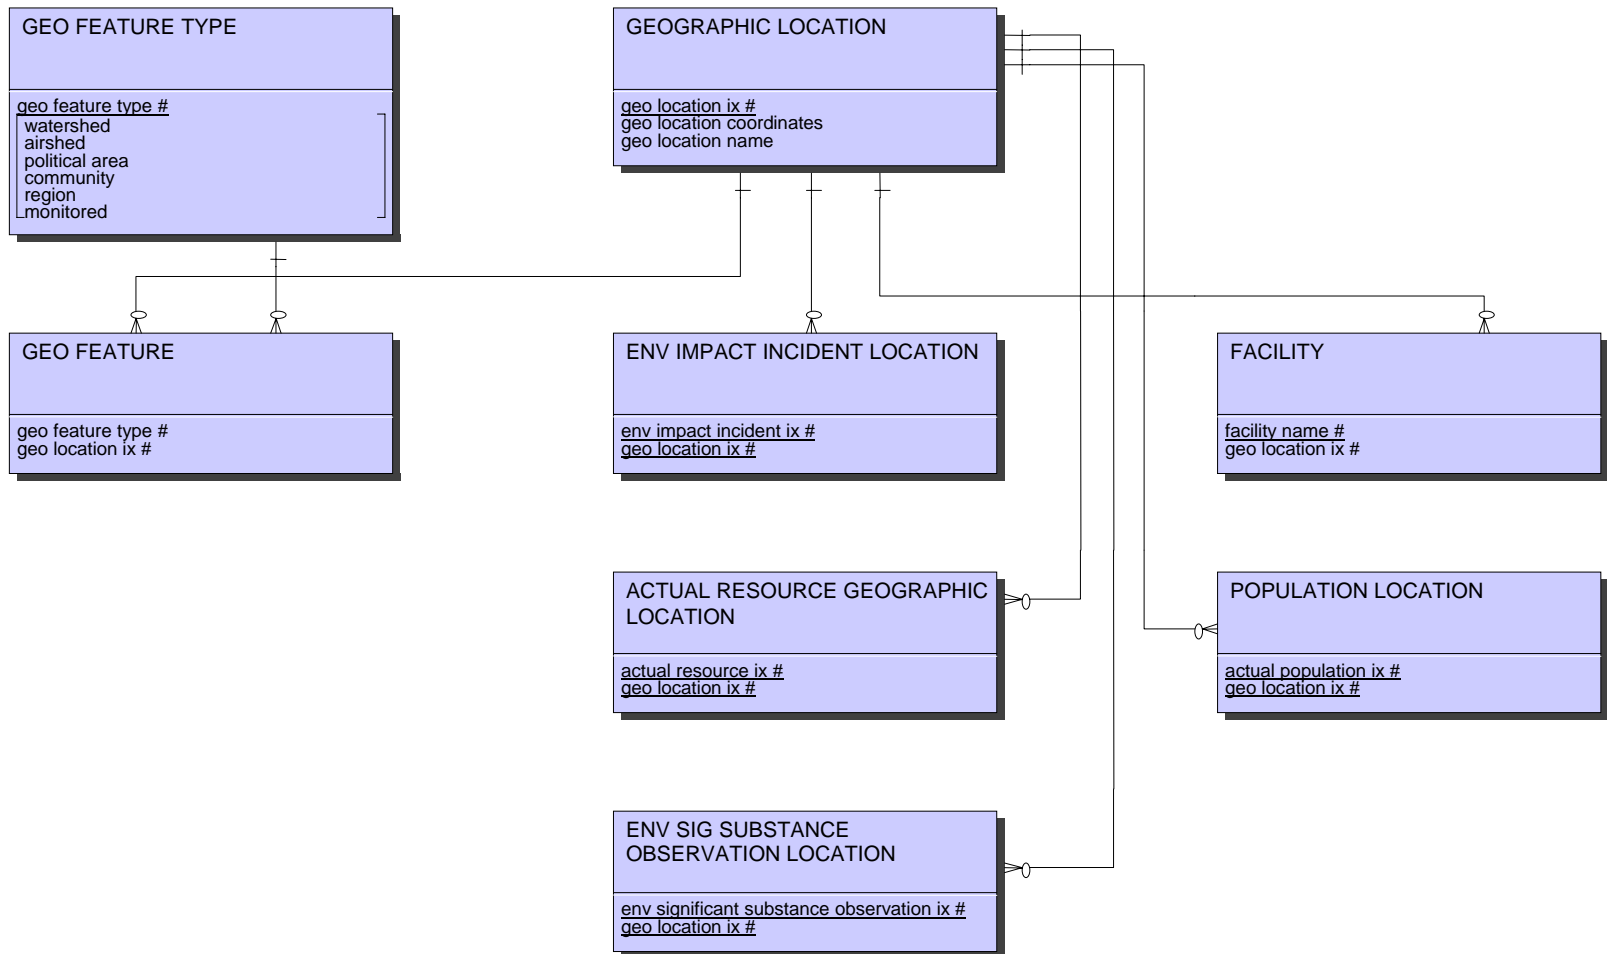 GEO FEATURE TYPE
geo feature type #
watershed
airshed
political area
community
region
monitored
GEOGRAPHIC LOCATION
geo location ix #
geo location coordinates
geo location name
GEO FEATURE
geo feature type #
geo location ix #
ENV IMPACT INCIDENT LOCATION
env impact incident ix #
geo location ix #
FACILITY
facility name #
geo location ix #
ACTUAL RESOURCE GEOGRAPHIC
LOCATION
actual resource ix #
geo location ix #
POPULATION LOCATION
actual population ix #
geo location ix #
ENV SIG SUBSTANCE
OBSERVATION LOCATION
env significant substance observation ix #
geo location ix #